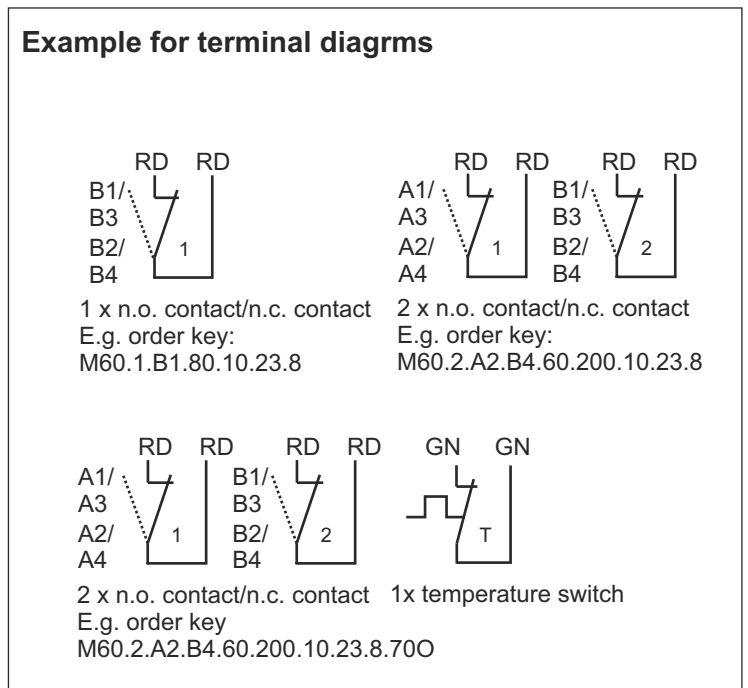 Example for terminal diagrms
RD RD
B1/
B3
B2/
B4
1
1 x n.o. contact/n.c. contact
E.g. order key:
M60.1.B1.80.10.23.8
RD RD RD RD
A1/
A3
A2/
A4
1
B1/
B3
B2/
B4
2
2 x n.o. contact/n.c. contact
E.g. order key:
M60.2.A2.B4.60.200.10.23.8
RD RD RD RD
A1/
A3
A2/
A4
1
B1/
B3
B2/
B4
2
2 x n.o. contact/n.c. contact
E.g. order key
M60.2.A2.B4.60.200.10.23.8.70O
GN GN
T
1x temperature switch